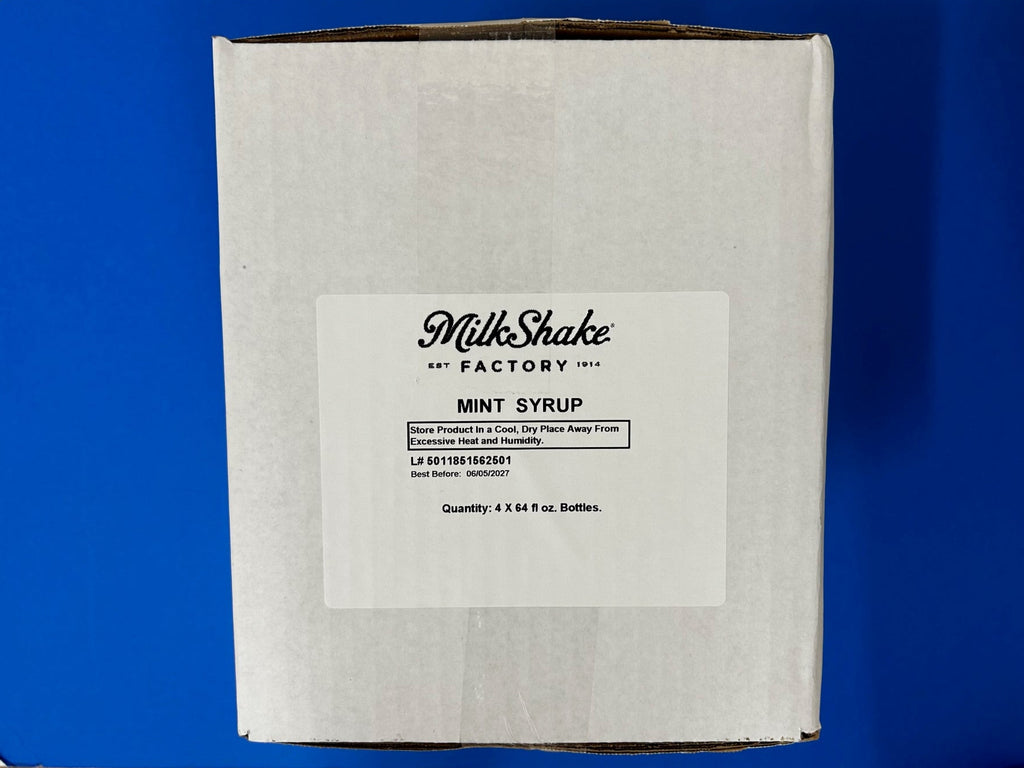 MilkShake®
EST FACTORY 1914
MINT SYRUP
Store Product In a Cool, Dry Place Away From
Excessive Heat and Humidity.
L# 5011851562501
Best Before: 06/05/2027
Quantity: 4 X 64 fl oz. Bottles.